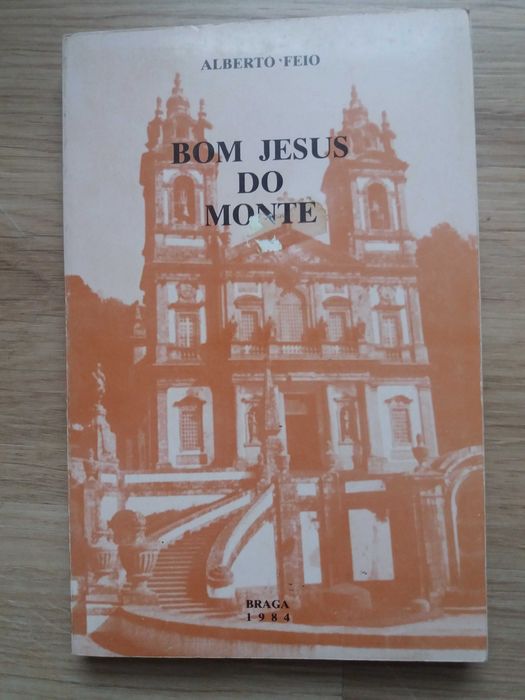 ALBERTO FEIO
BOM JESUS
DO
MONTE
BRAGA
1984